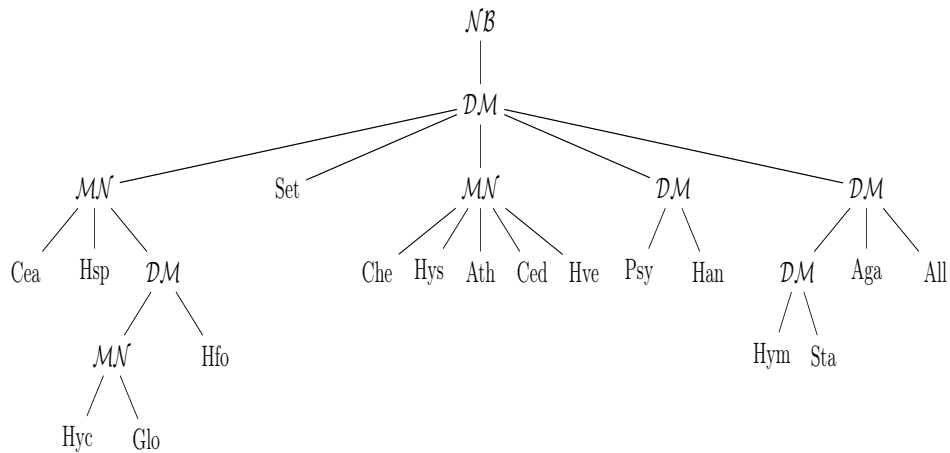 𝒩ℬ
𝒟ℳ
ℳ𝒩 Set ℳ𝒩 𝒟ℳ 𝒟ℳ
Cea Hsp 𝒟ℳ Che Hys Ath Ced Hve Psy Han 𝒟ℳ Aga All
ℳ𝒩 Hfo Hym Sta
Hyc Glo